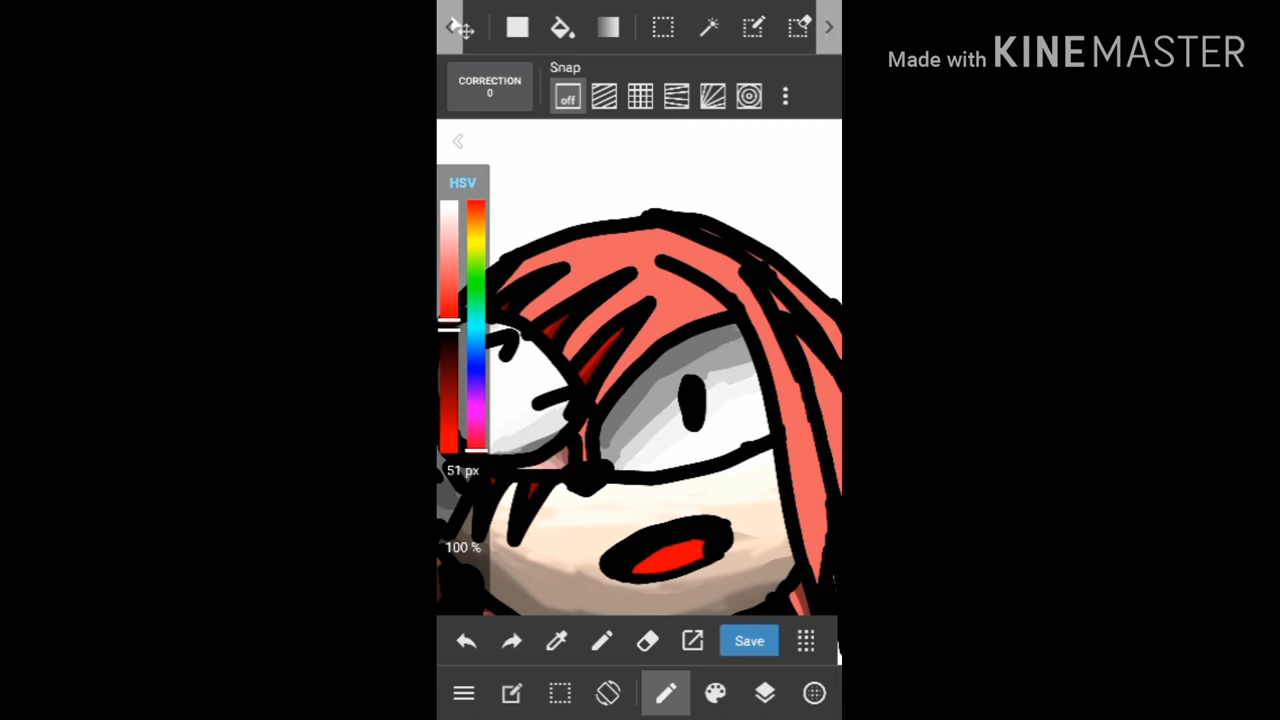 Made with KINEMASTER
CORRECTION
0
Snap
off
HSV
51 px
100 %
Save